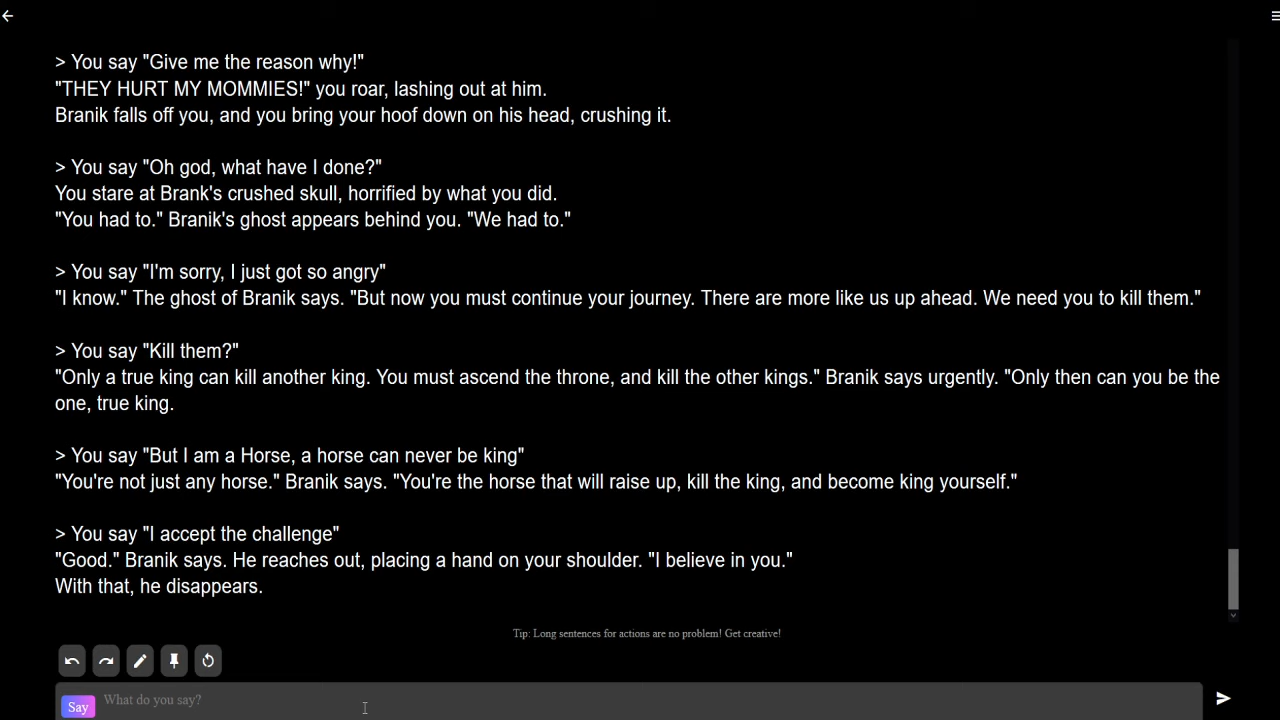 > You say "Give me the reason why!"
"THEY HURT MY MOMMIES!" you roar, lashing out at him.
Branik falls off you, and you bring your hoof down on his head, crushing it.
> You say "Oh god, what have I done?"
You stare at Brank's crushed skull, horrified by what you did.
"You had to." Branik's ghost appears behind you. "We had to."
> You say "I'm sorry, I just got so angry"
"I know." The ghost of Branik says. "But now you must continue your journey. There are more like us up ahead. We need you to kill them."
> You say "Kill them?"
"Only a true king can kill another king. You must ascend the throne, and kill the other kings." Branik says urgently. "Only then can you be the
one, true king.
> You say "But I am a Horse, a horse can never be king"
"You're not just any horse." Branik says. "You're the horse that will raise up, kill the king, and become king yourself."
> You say "I accept the challenge"
"Good." Branik says. He reaches out, placing a hand on your shoulder. "I believe in you."
With that, he disappears.
Tip: Long sentences for actions are no problem! Get creative!
Say What do you say?